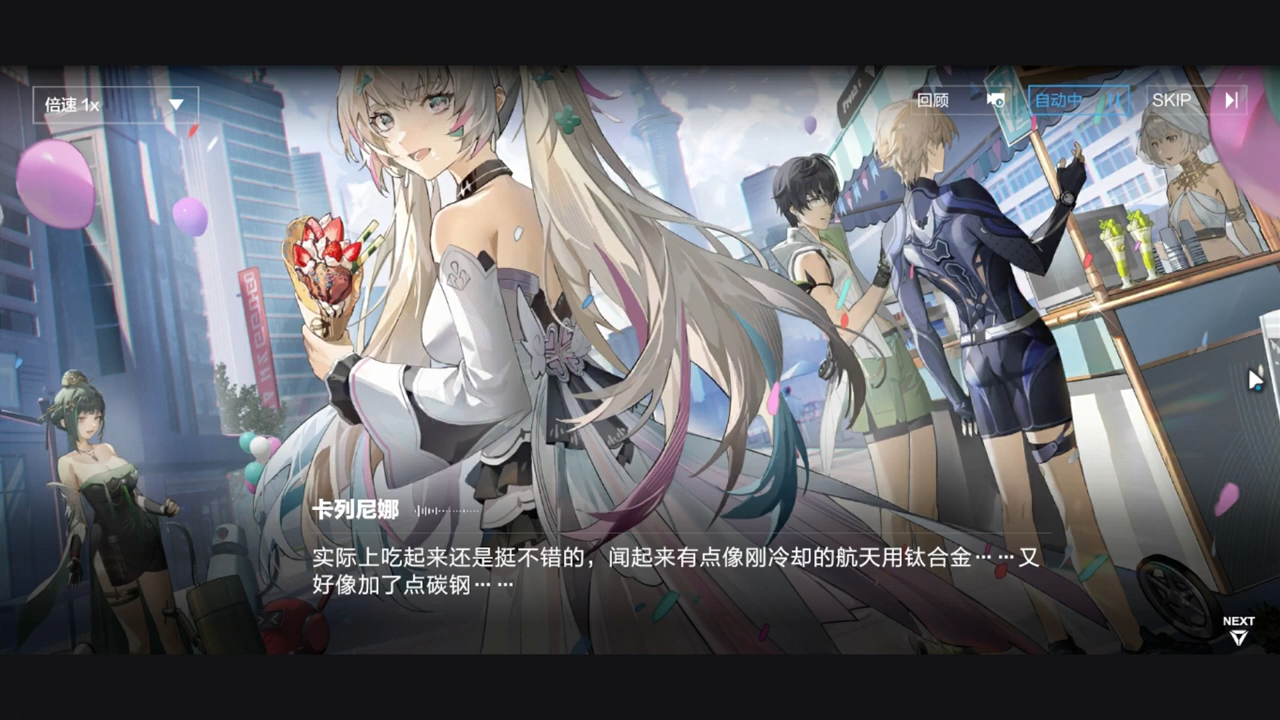 倍速 1x
回顾
自动中
SKIP
卡列尼娜
实际上吃起来还是挺不错的，闻起来有点像刚冷却的航天用钛合金……又
好像加了点碳钢……
NEXT